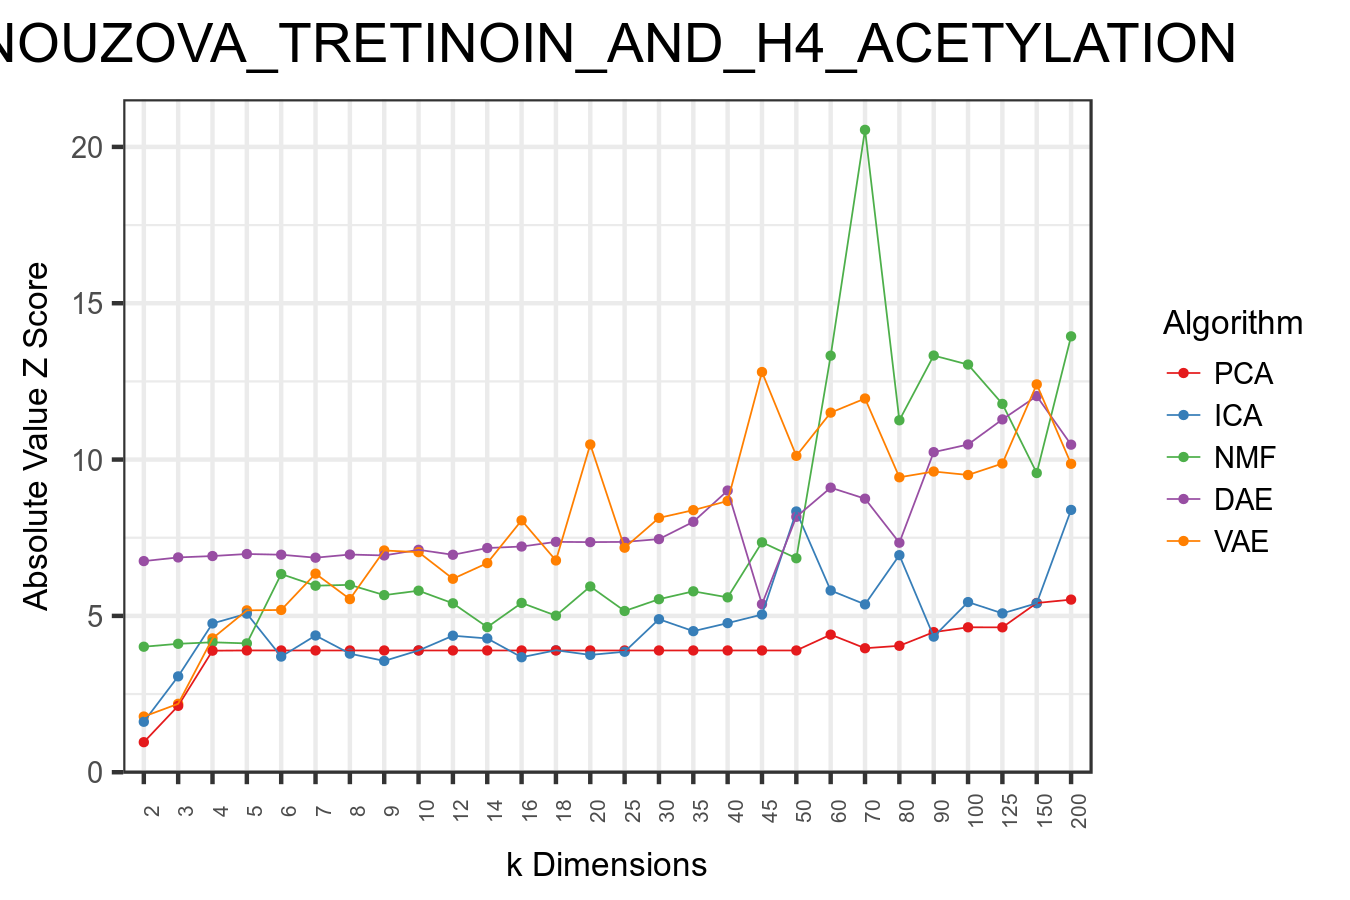 NOUZOVA_TRETINOIN_AND_H4_ACETYLATION
20
15
10
5
0
Absolute Value Z Score
2 3 4 5 6 7 8 9 10 12 14 16 18 20 25 30 35 40 45 50 60 70 80 90 100 125 150 200
k Dimensions
Algorithm
PCA
ICA
NMF
DAE
VAE